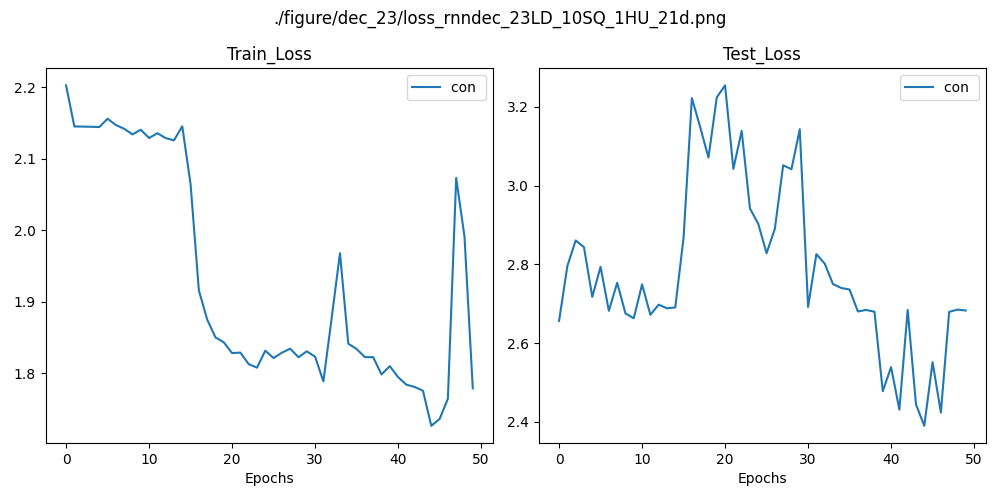 ./figure/dec_23/loss_rnndec_23LD_10SQ_1HU_21d.png
Train_Loss
con
2.2
2.1
2.0
1.9
1.8
0 10 20 30 40 50
Epochs
Test_Loss
con
3.2
3.0
2.8
2.6
2.4
0 10 20 30 40 50
Epochs